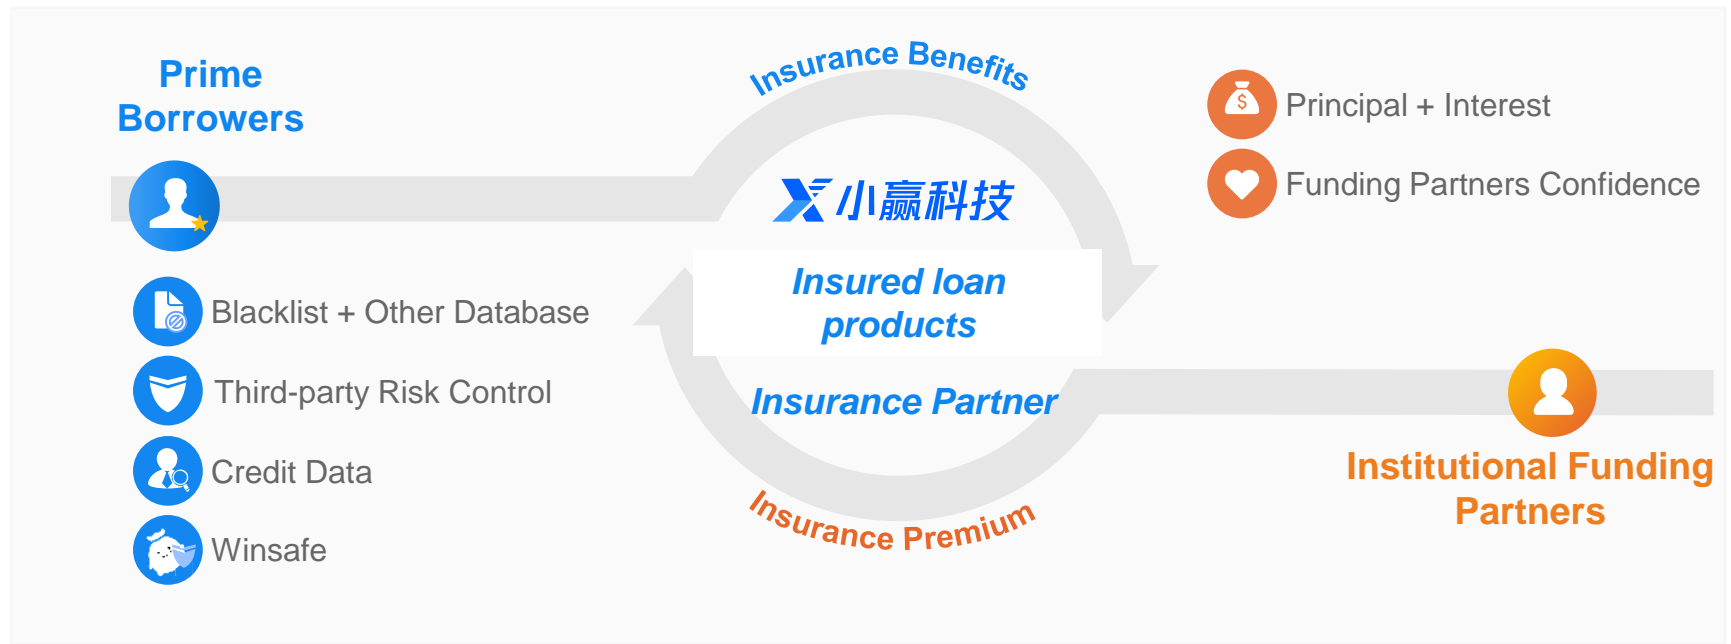 Prime
Borrowers
Blacklist + Other Database
Third-party Risk Control
Credit Data
Winsafe
Insurance Benefits
小赢科技
Insured loan
products
Insurance Partner
Insurance Premium
$
Principal + Interest
Funding Partners Confidence
Institutional Funding
Partners